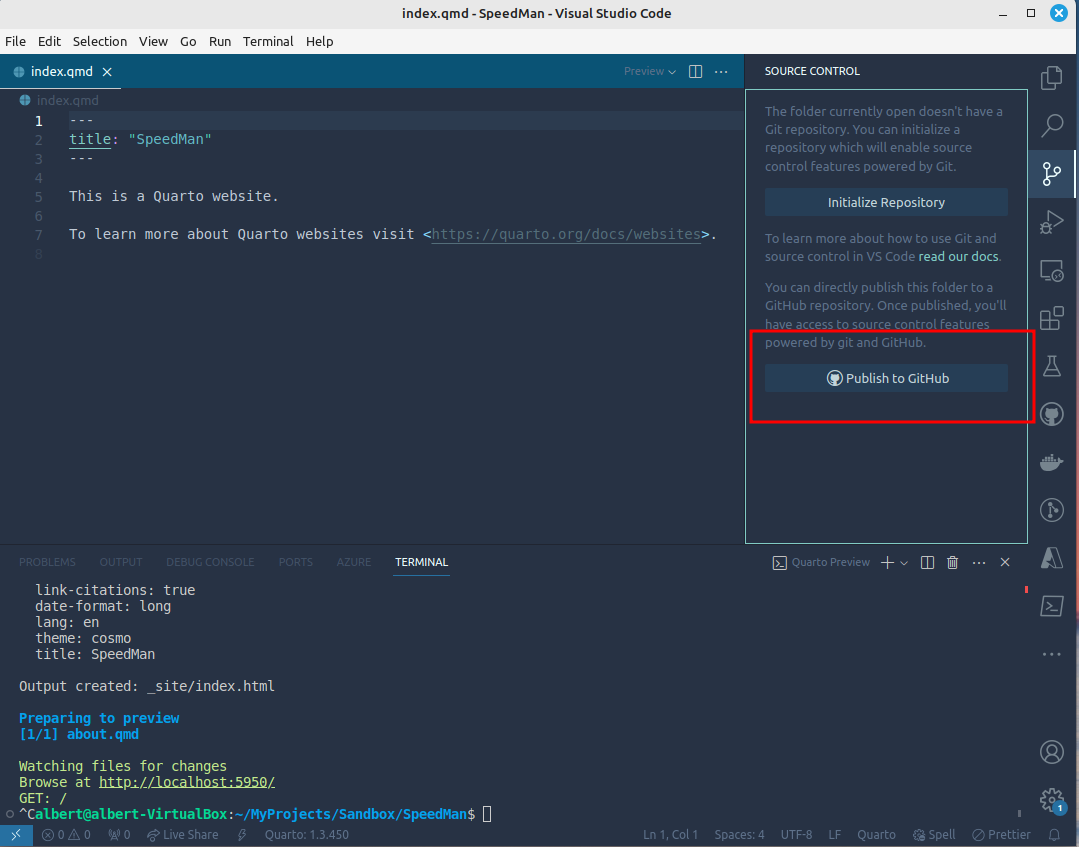 index.qmd - SpeedMan - Visual Studio Code
File Edit Selection View Go Run Terminal Help
index.qmd
Preview
index.qmd
1 ---
2 title: "SpeedMan"
3 ---
4
5 This is a Quarto website.
6
7 To learn more about Quarto websites visit <https://quarto.org/docs/websites>.
8
SOURCE CONTROL
The folder currently open doesn't have a
Git repository. You can initialize a
repository which will enable source
control features powered by Git.
Initialize Repository
To learn more about how to use Git and
source control in VS Code read our docs.
You can directly publish this folder to a
GitHub repository. Once published, you'll
have access to source control features
powered by git and GitHub.
Publish to GitHub
PROBLEMS OUTPUT DEBUG CONSOLE PORTS AZURE TERMINAL
Quarto Preview
link-citations: true
date-format: long
lang: en
theme: cosmo
title: SpeedMan
Output created: _site/index.html
Preparing to preview
[1/1] about.qmd
Watching files for changes
Browse at http://localhost:5950/
GET: /
^Calbert@albert-VirtualBox:~/MyProjects/Sandbox/SpeedMan$
1
0 0 0 Live Share Quarto: 1.3.450 Ln 1, Col 1 Spaces: 4 UTF-8 LF Quarto Spell Prettier